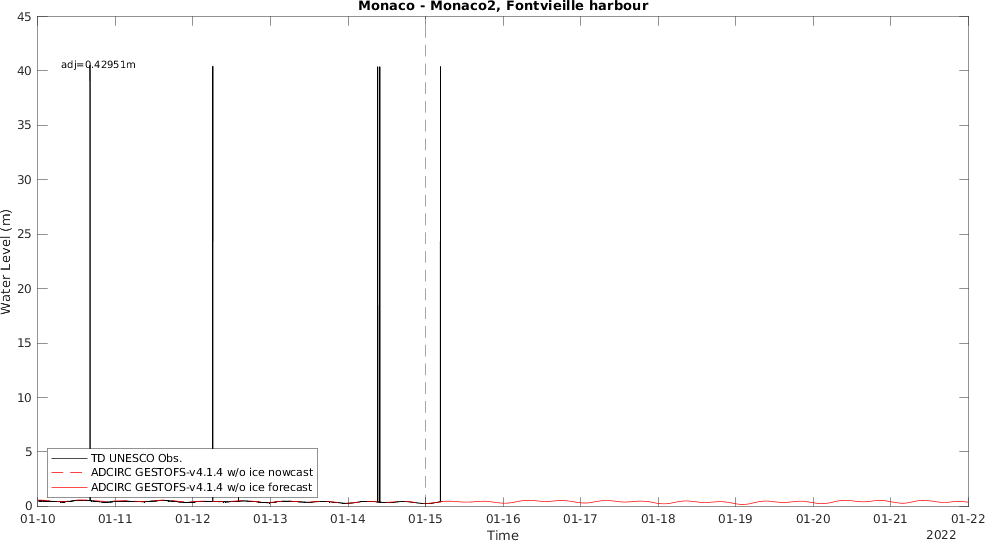 Monaco - Monaco2, Fontvieille harbour
45
40
35
30
25
20
15
10
5
0
Water Level (m)
adj=0.42951m
TD UNESCO Obs.
ADCIRC GESTOFS-v4.1.4 w/o ice nowcast
ADCIRC GESTOFS-v4.1.4 w/o ice forecast
01-10 01-11 01-12 01-13 01-14 01-15 01-16 01-17 01-18 01-19 01-20 01-21 01-22
Time
2022